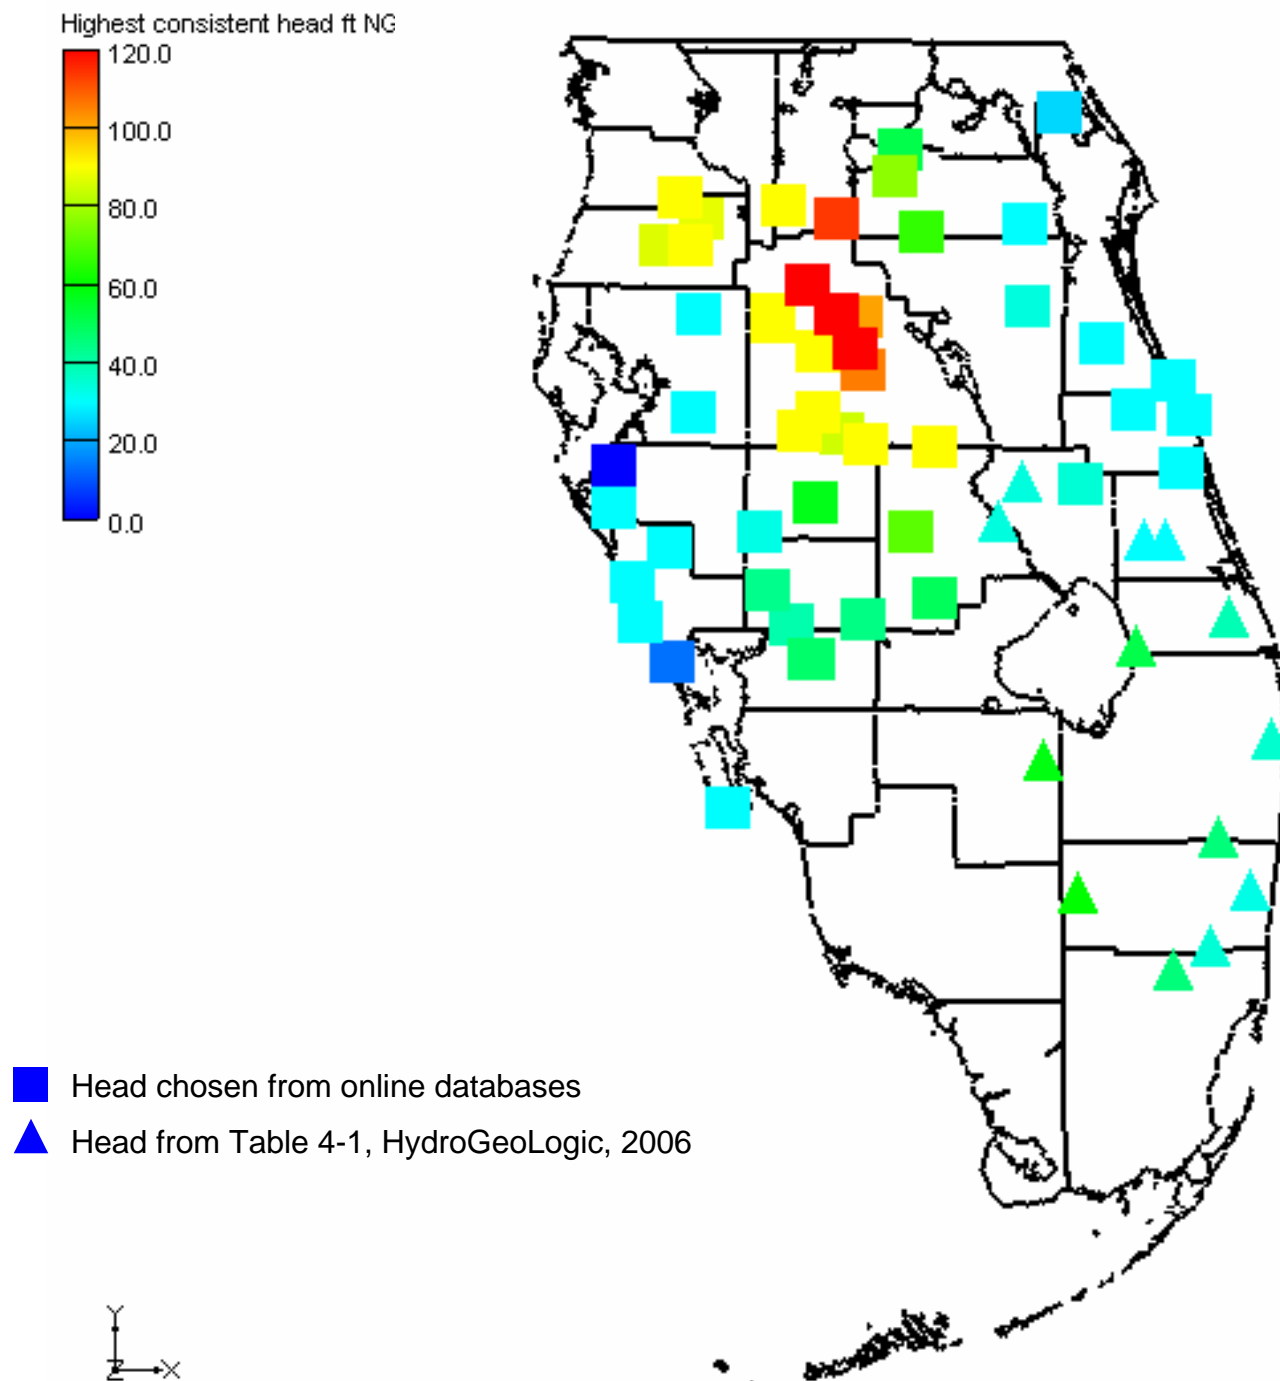 Highest consistent head ft NG
120.0
100.0
80.0
60.0
40.0
20.0
0.0
Head chosen from online databases
Head from Table 4-1, HydroGeoLogic, 2006
Y
Z X